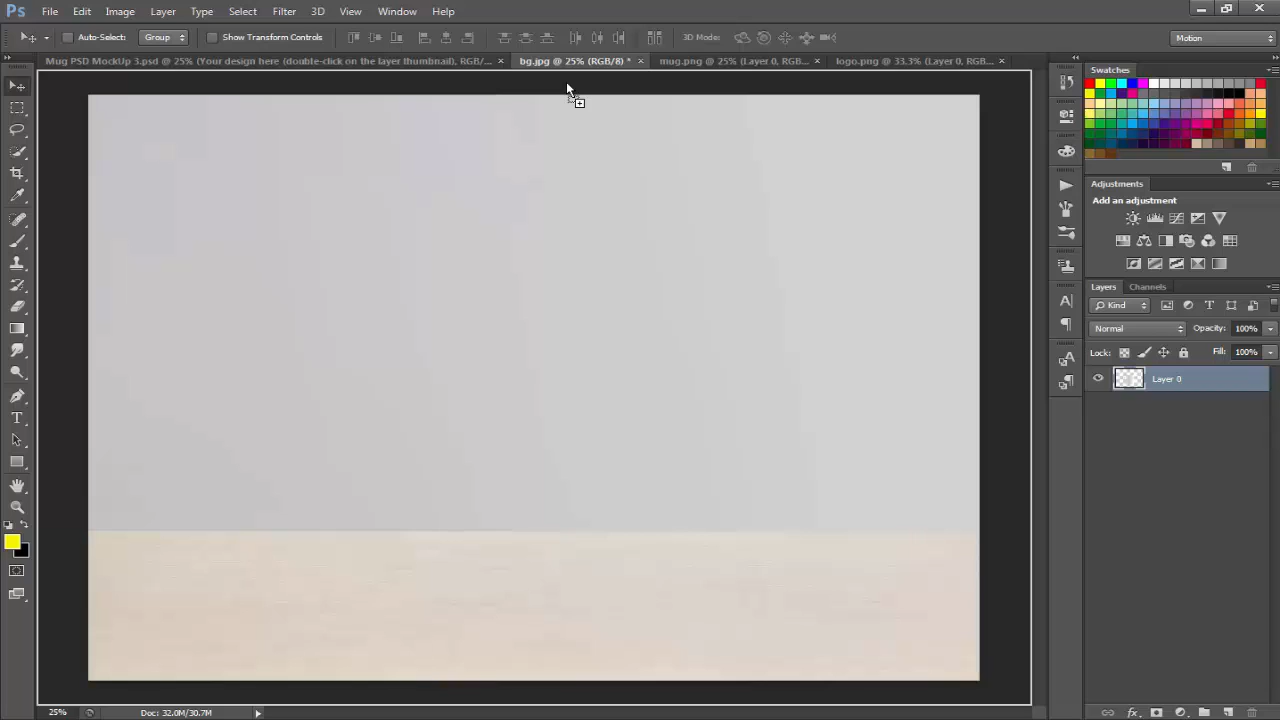 Ps File Edit Image Layer Type Select Filter 3D View Window Help
Auto-Select: Group Show Transform Controls 3D Mode: Motion
Mug PSD MockUp 3.psd @ 25% (Your design here (double-click on the layer thumbnail), RGB/... × bg.jpg @ 25% (RGB/8) * × mug.png @ 25% (Layer 0, RGB... × logo.png @ 33.3% (Layer 0, RGB... ×
Swatches
Adjustments
Add an adjustment
Layers Channels
Kind
Normal Opacity: 100%
Lock: Fill: 100%
Layer 0
25% Doc: 32.0M/30.7M